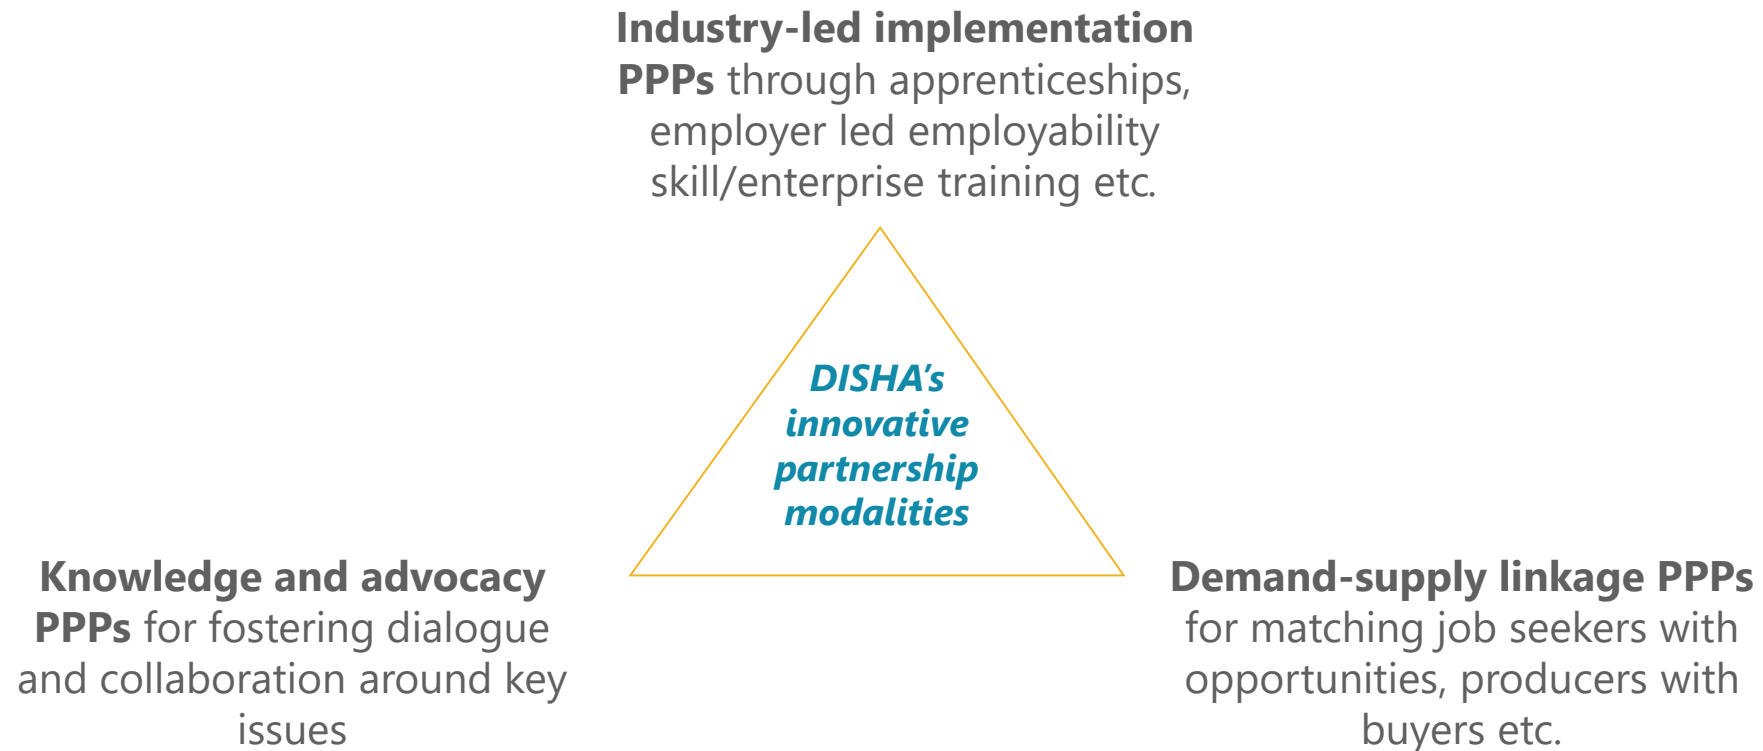 Industry-led implementation
PPPs through apprenticeships,
employer led employability
skill/enterprise training etc.
DISHA’s
innovative
partnership
modalities
Knowledge and advocacy
PPPs for fostering dialogue
and collaboration around key
issues
Demand-supply linkage PPPs
for matching job seekers with
opportunities, producers with
buyers etc.